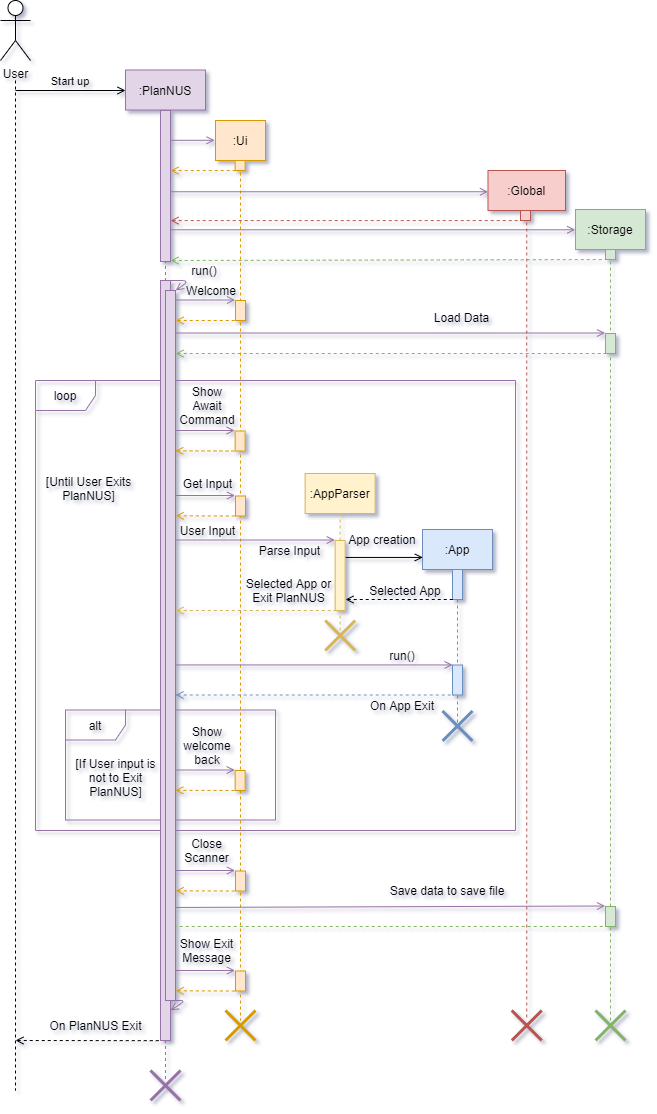 User
Start up
:PlanNUS
:Ui
:Global
:Storage
run()
Welcome
Load Data
loop
Show
Await
Command
[Until User Exits
PlanNUS]
Get Input
:AppParser
User Input
Parse Input
App creation
:App
Selected App or
Exit PlanNUS
Selected App
run()
On App Exit
alt
Show
welcome
back
[If User input is
not to Exit
PlanNUS]
Close
Scanner
Save data to save file
Show Exit
Message
On PlanNUS Exit